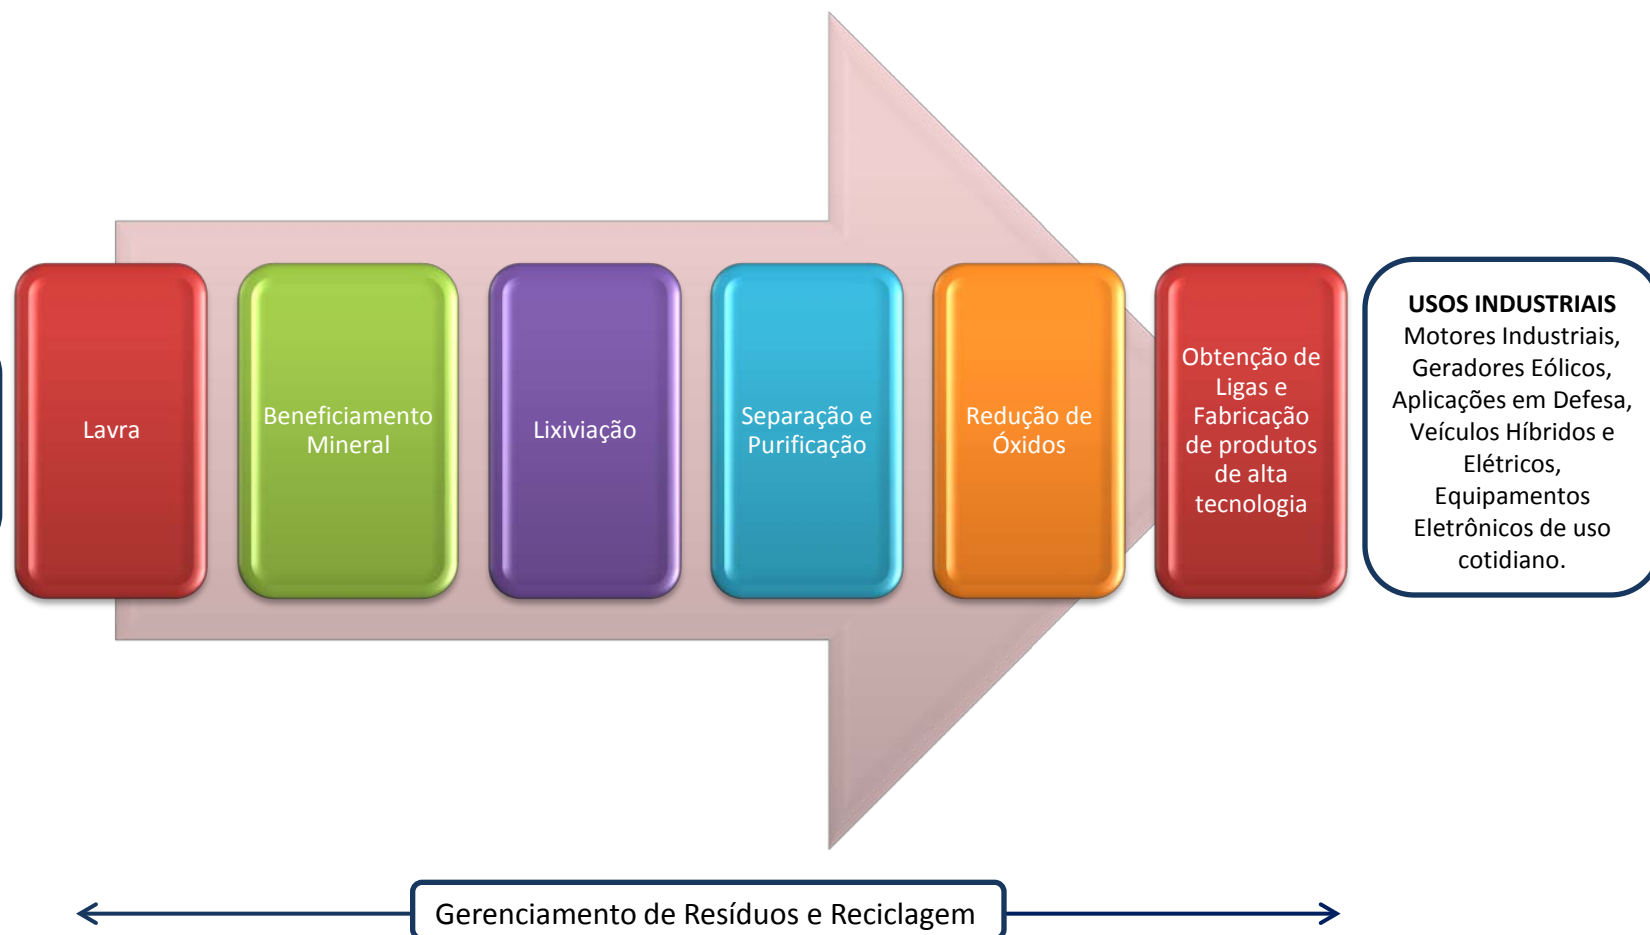 Lavra
Beneficiamento
Mineral
Lixiviação
Separação e
Purificação
Redução de
Óxidos
Obtenção de
Ligas e
Fabricação
de produtos
de alta
tecnologia
USOS INDUSTRIAIS
Motores Industriais,
Geradores Eólicos,
Aplicações em Defesa,
Veículos Híbridos e
Elétricos,
Equipamentos
Eletrônicos de uso
cotidiano.
Gerenciamento de Resíduos e Reciclagem